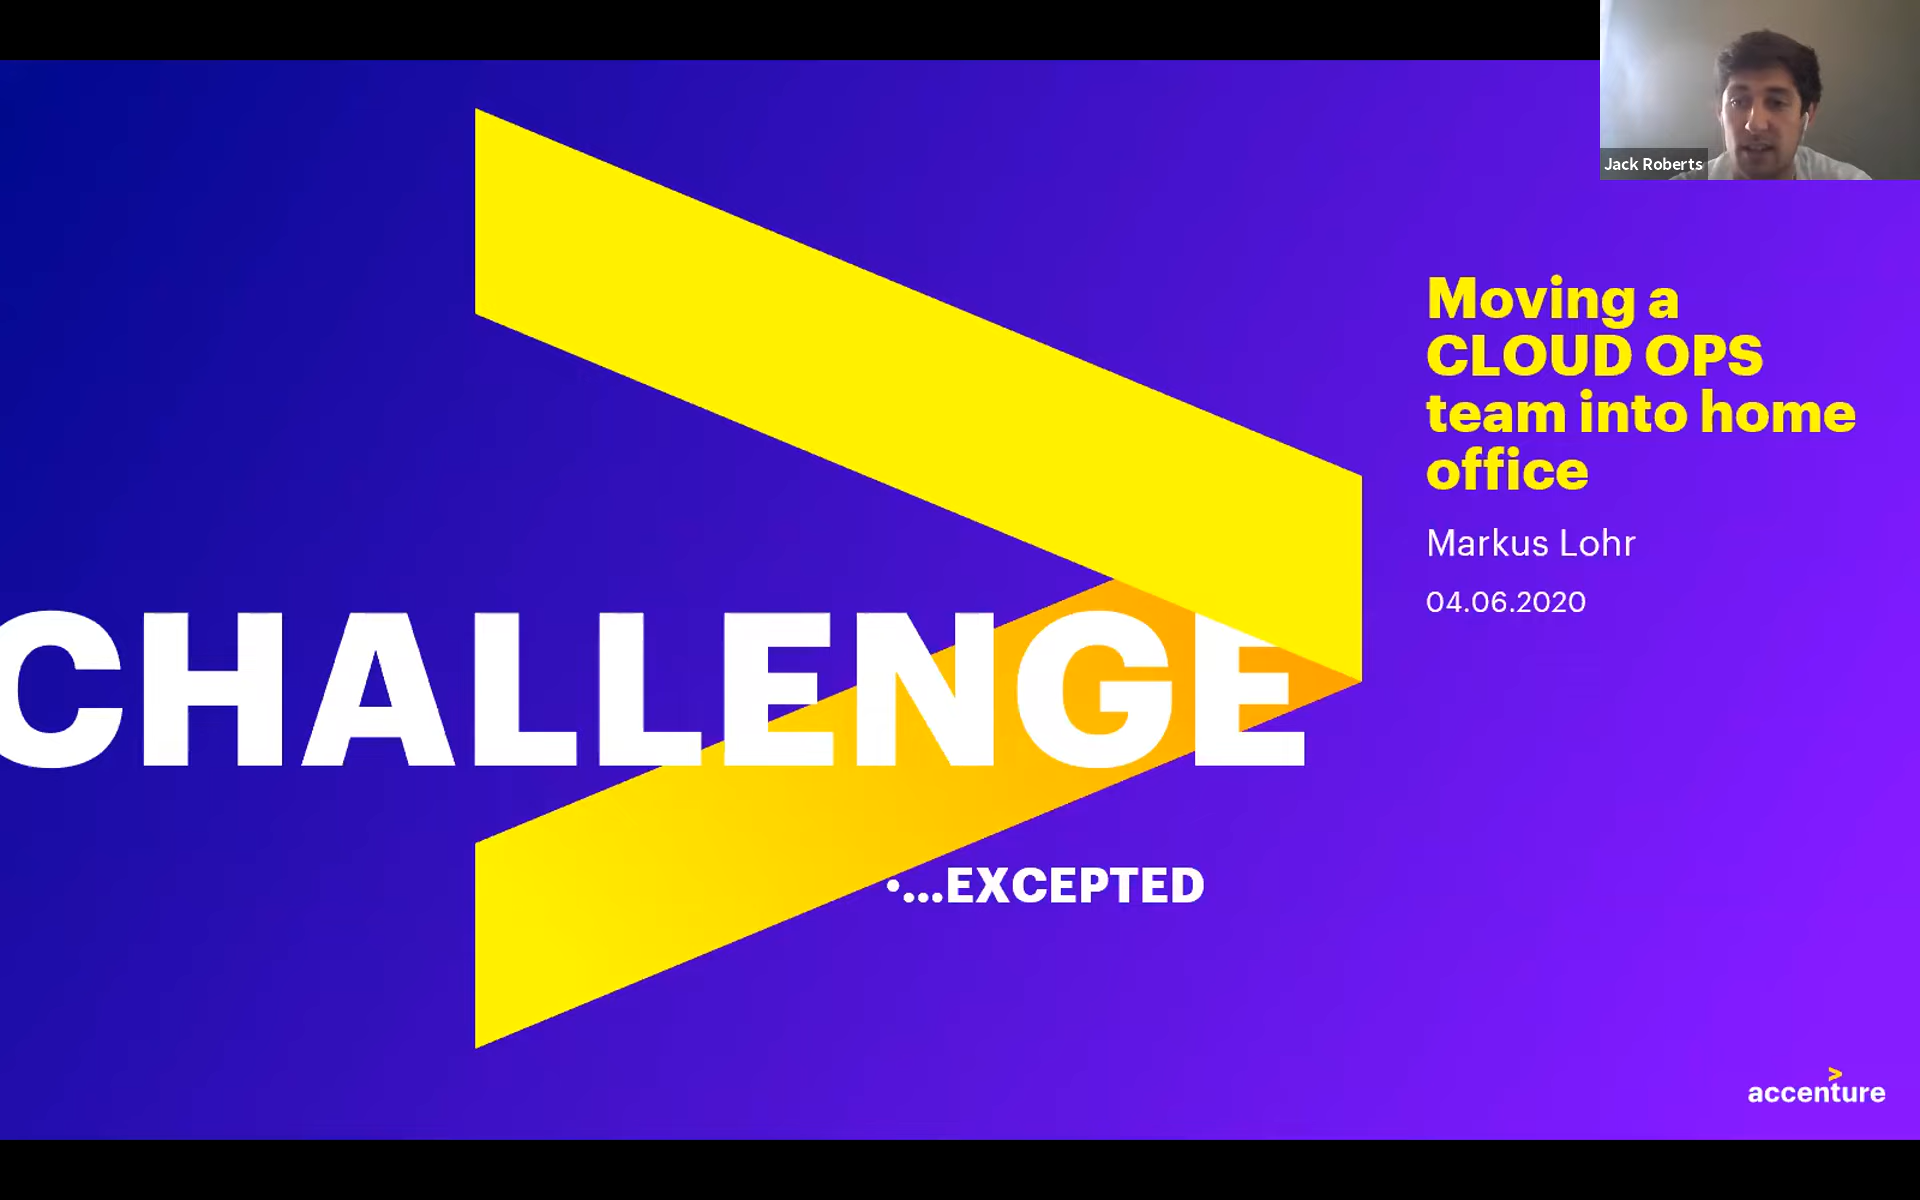 Jack Roberts
Moving a
CLOUD OPS
team into home
office
Markus Lohr
04.06.2020
CHALLENGE
•...EXCEPTED
>
accenture